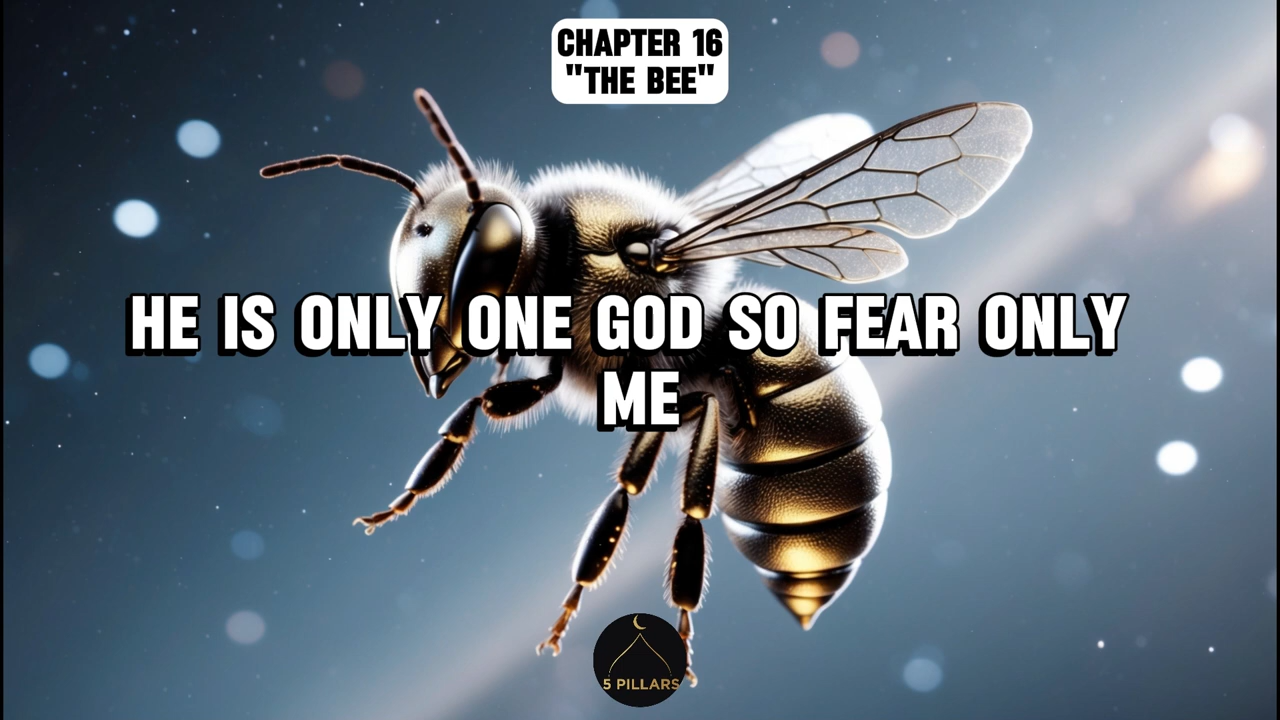 CHAPTER 16
"THE BEE"
HE IS ONLY ONE GOD SO FEAR ONLY
ME
5 PILLARS